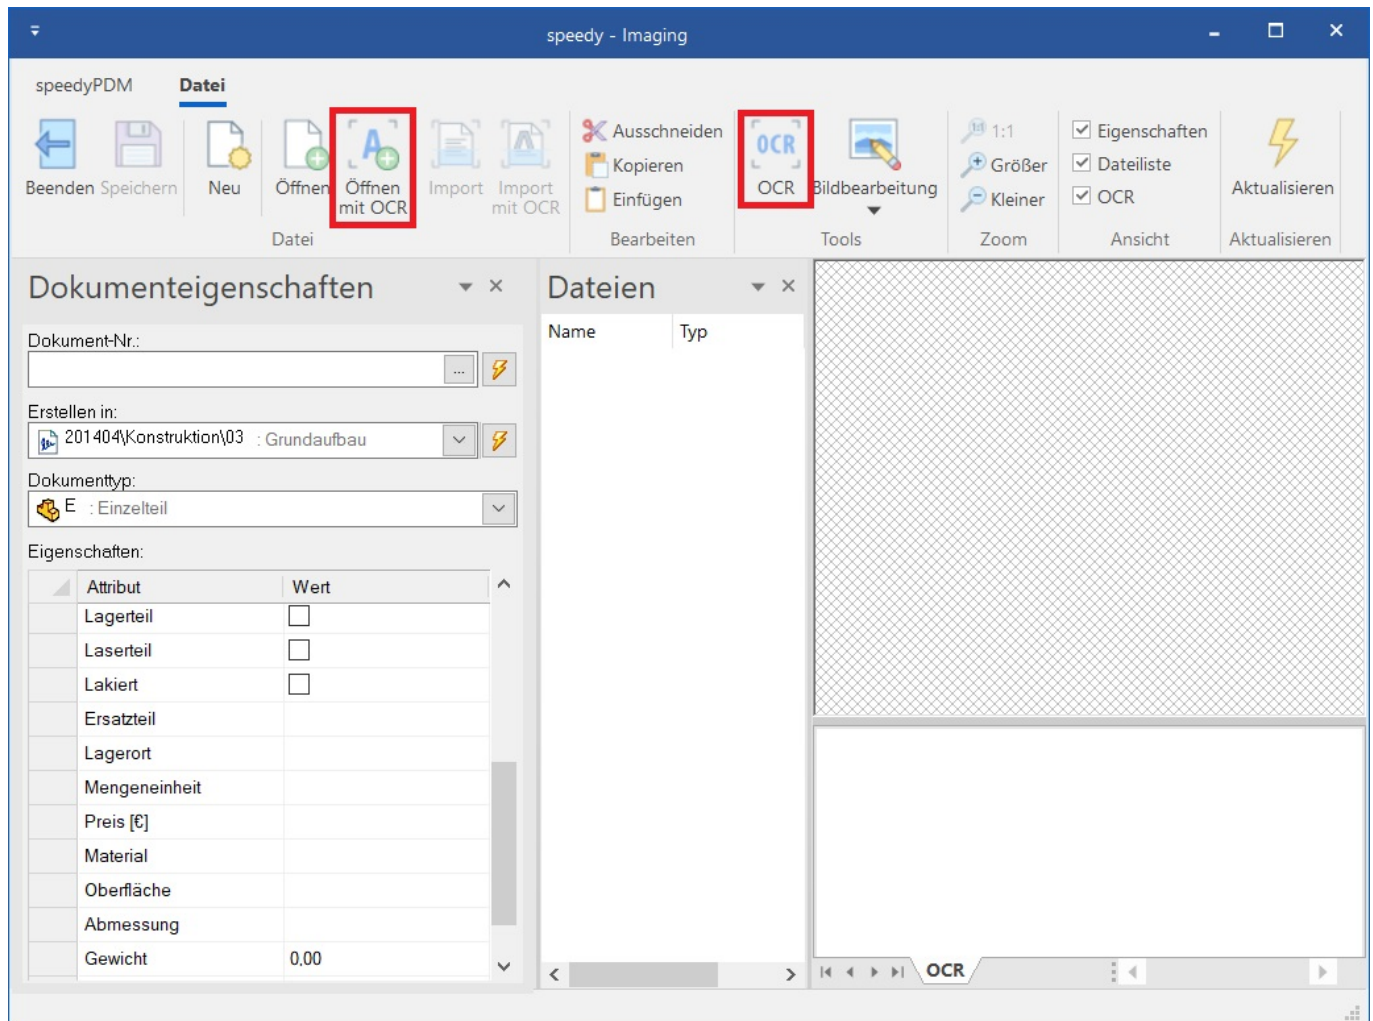 speedy - Imaging
speedyPDM Datei
Beenden Speichern Neu Öffnen Öffnen mit OCR Import Import mit OCR
Datei
Ausschneiden
Kopieren
Einfügen
Bearbeiten
OCR
OCR Bildbearbeitung
Tools
1:1
Größer
Kleiner
Zoom
Eigenschaften
Dateiliste
OCR
Ansicht
Aktualisieren
Aktualisieren
Dokumenteigenschaften
Dokument-Nr.:
...
Erstellen in:
201404\Konstruktion\03 : Grundaufbau
Dokumenttyp:
E : Einzelteil
Eigenschaften:
Attribut Wert
Lagerteil
Laserteil
Lakiert
Ersatzteil
Lagerort
Mengeneinheit
Preis [€]
Material
Oberfläche
Abmessung
Gewicht 0,00
Dateien
Name Typ
OCR